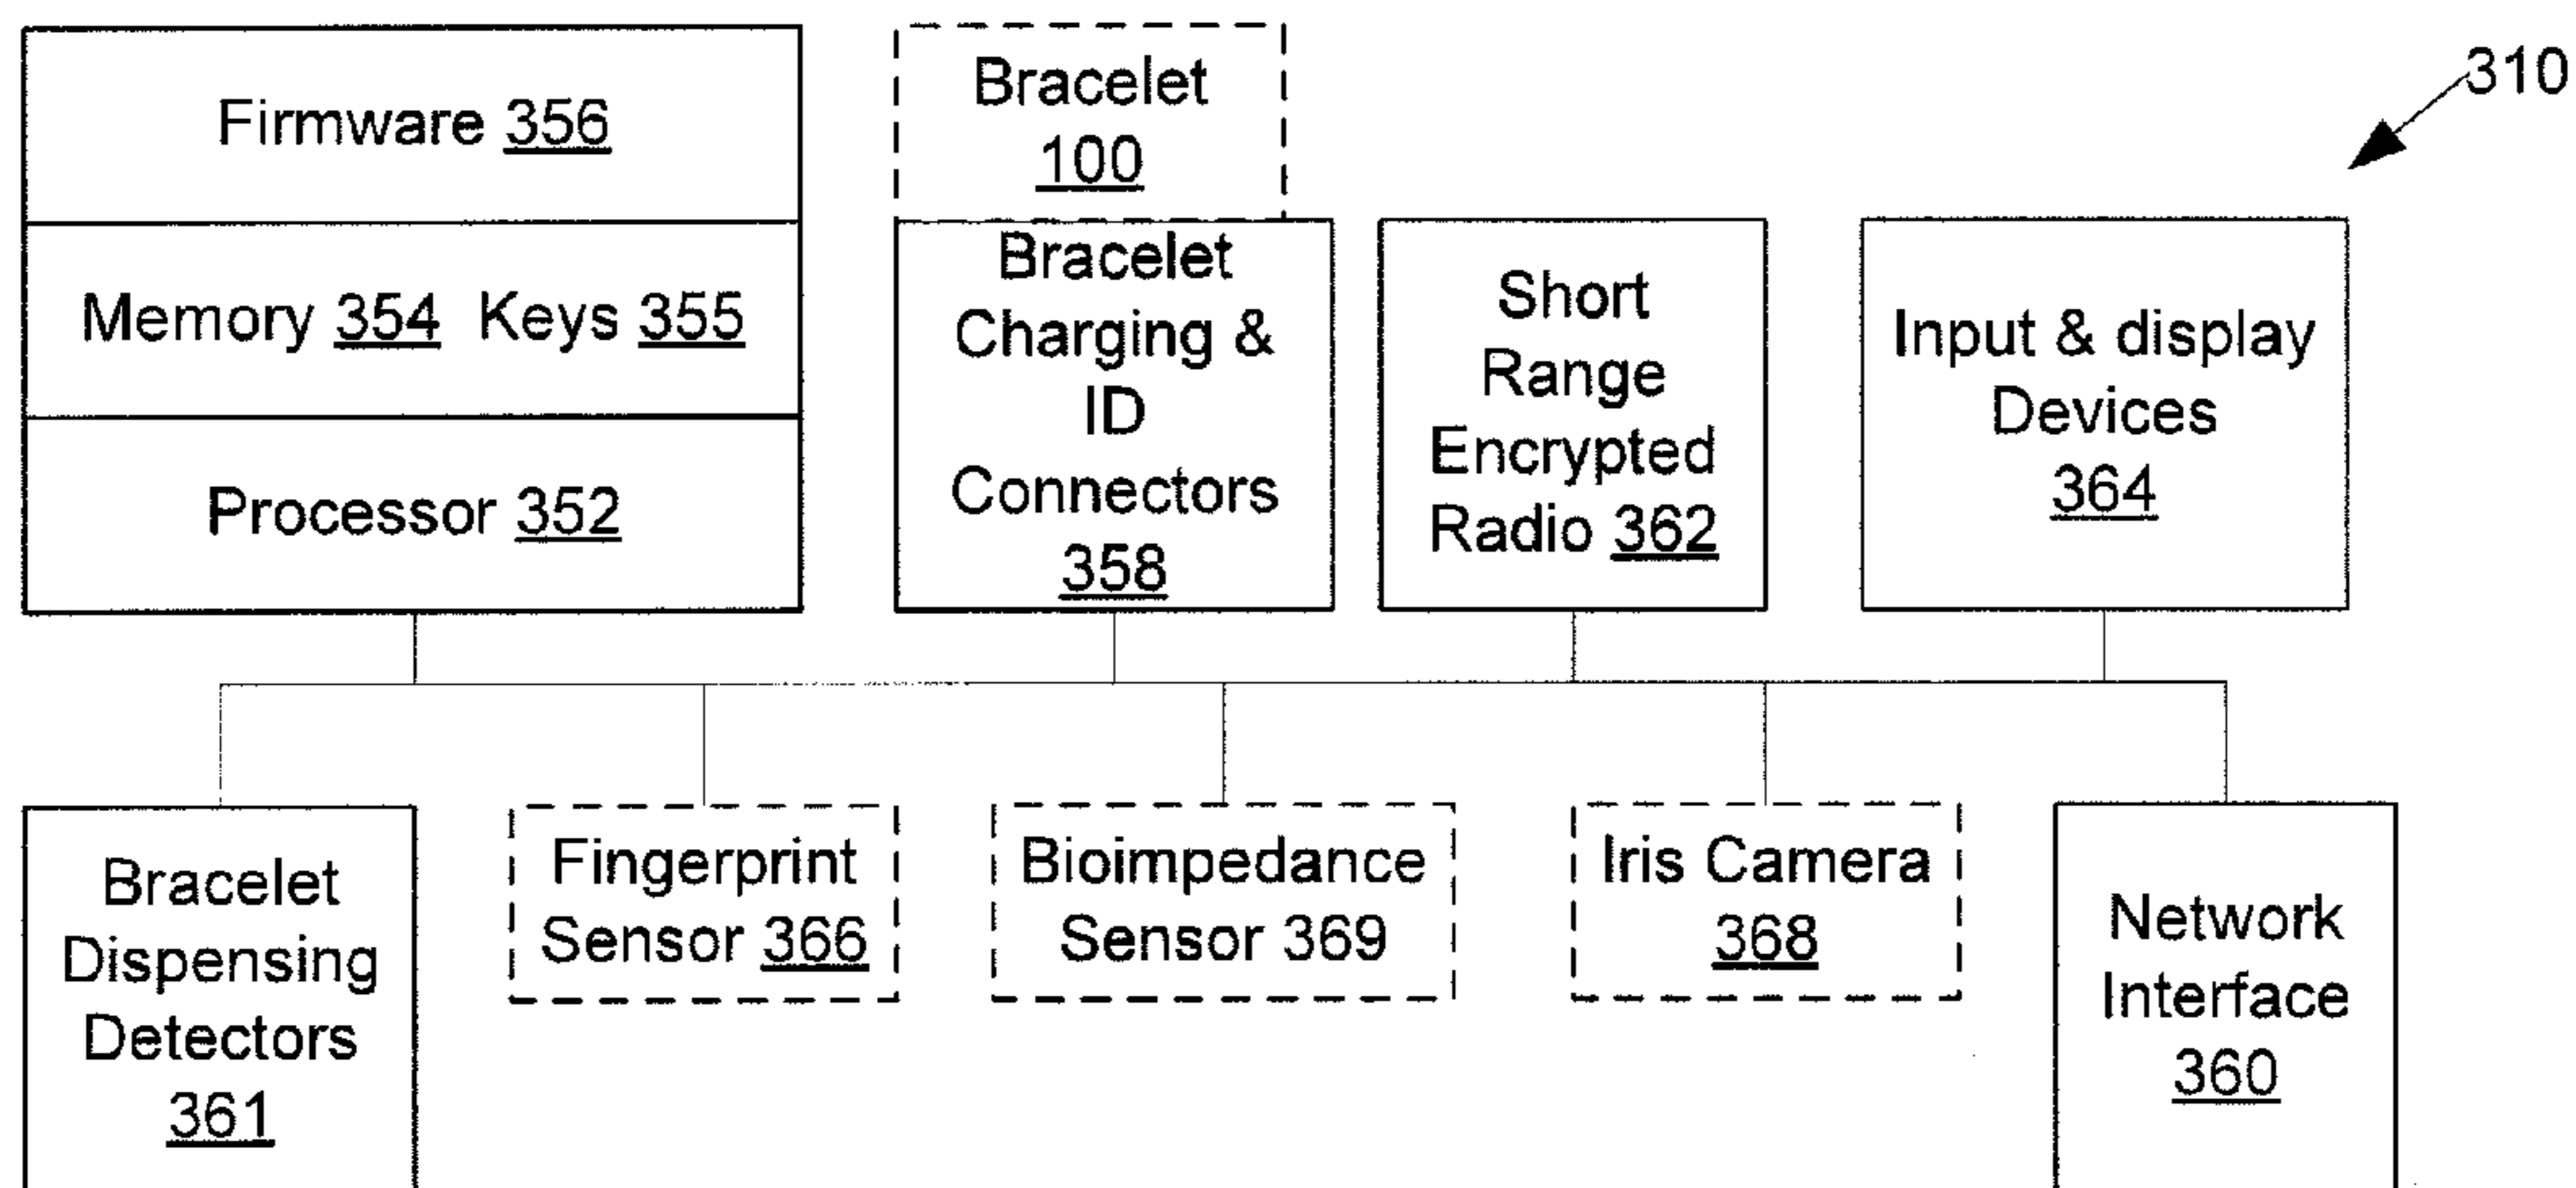 310
Firmware 356
Memory 354 Keys 355
Processor 352
Bracelet
100
Bracelet
Charging &
ID
Connectors
358
Short
Range
Encrypted
Radio 362
Input & display
Devices
364
Bracelet
Dispensing
Detectors
361
Fingerprint
Sensor 366
Bioimpedance
Sensor 369
Iris Camera
368
Network
Interface
360